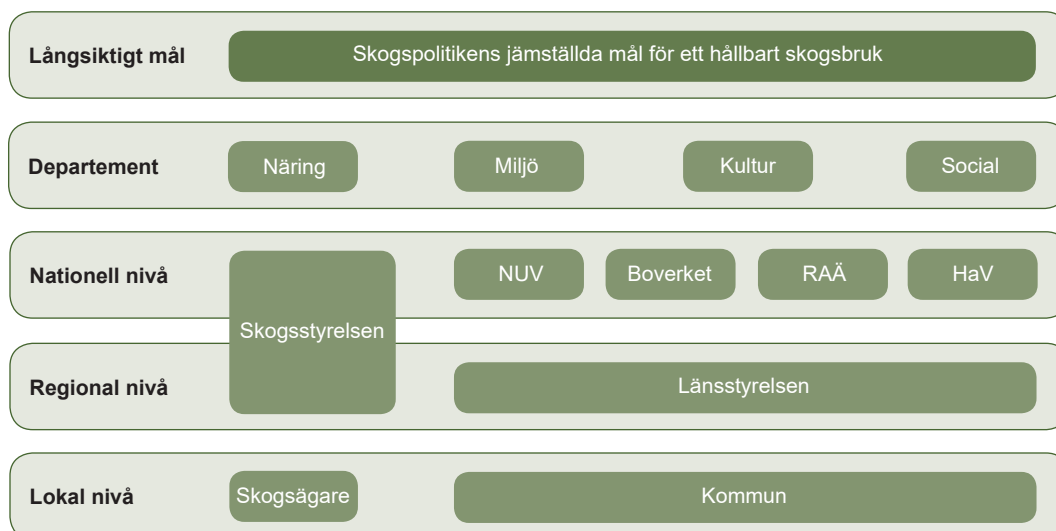 Långsiktigt mål
Skogspolitikens jämställda mål för ett hållbart skogsbruk
Departement
Näring
Miljö
Kultur
Social
Nationell nivå
NUV
Boverket
RAÄ
HaV
Skogsstyrelsen
Regional nivå
Länsstyrelsen
Lokal nivå
Skogsägare
Kommun